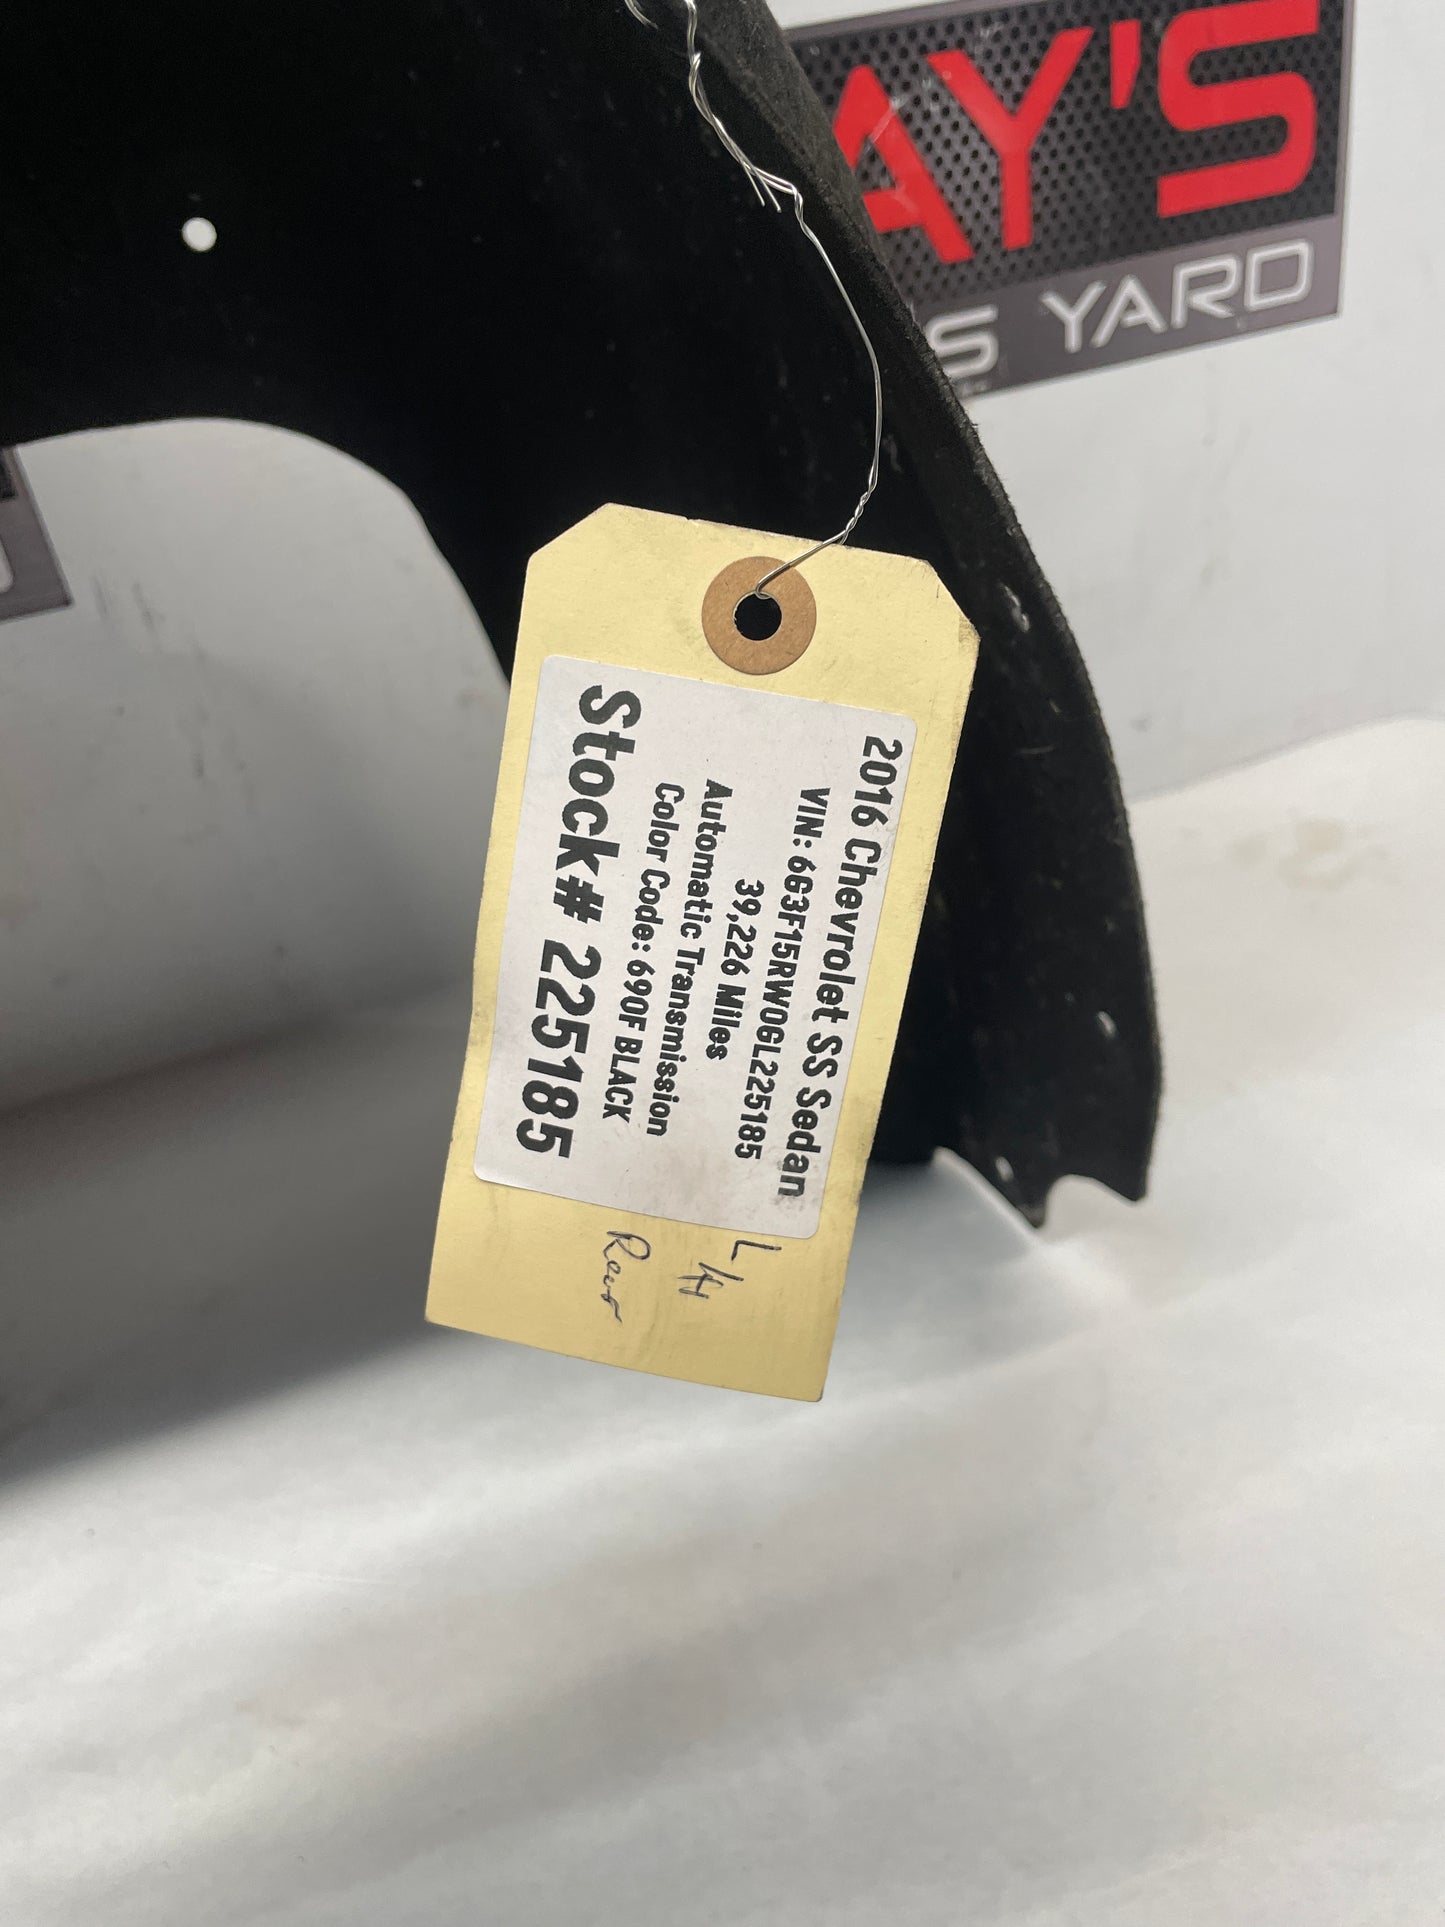 AY'S
S YARD
2016 Chevrolet SS Sedan
VIN: 6G3F15RW0GL225185
39,226 Miles
Automatic Transmission
Color Code: 690F BLACK
Stock# 225185
LH
Rear